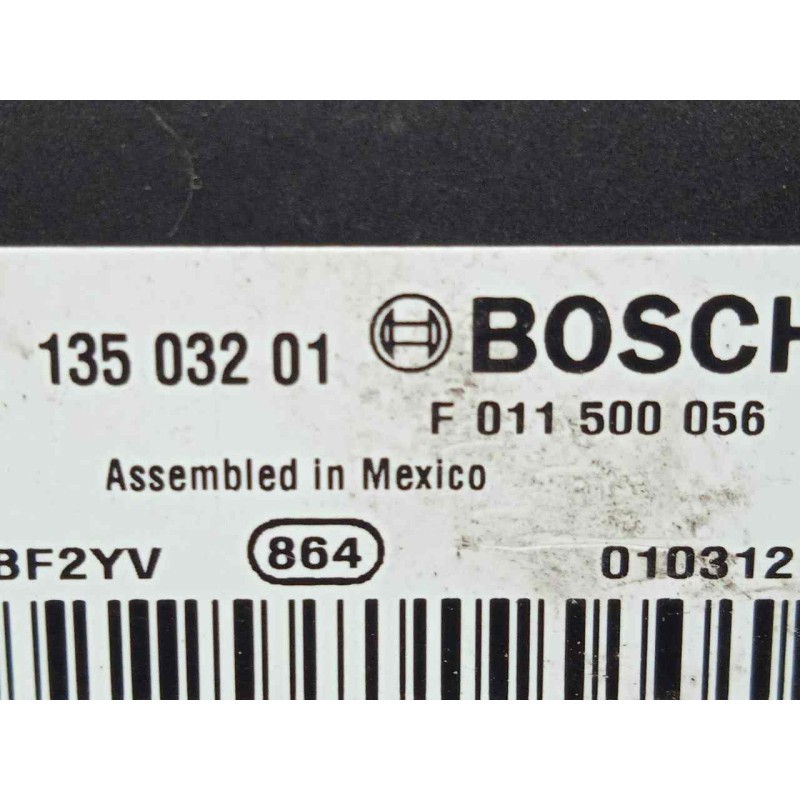 135 032 01 BOSCH
F 011 500 056
Assembled in Mexico
BF2YV 864 010312